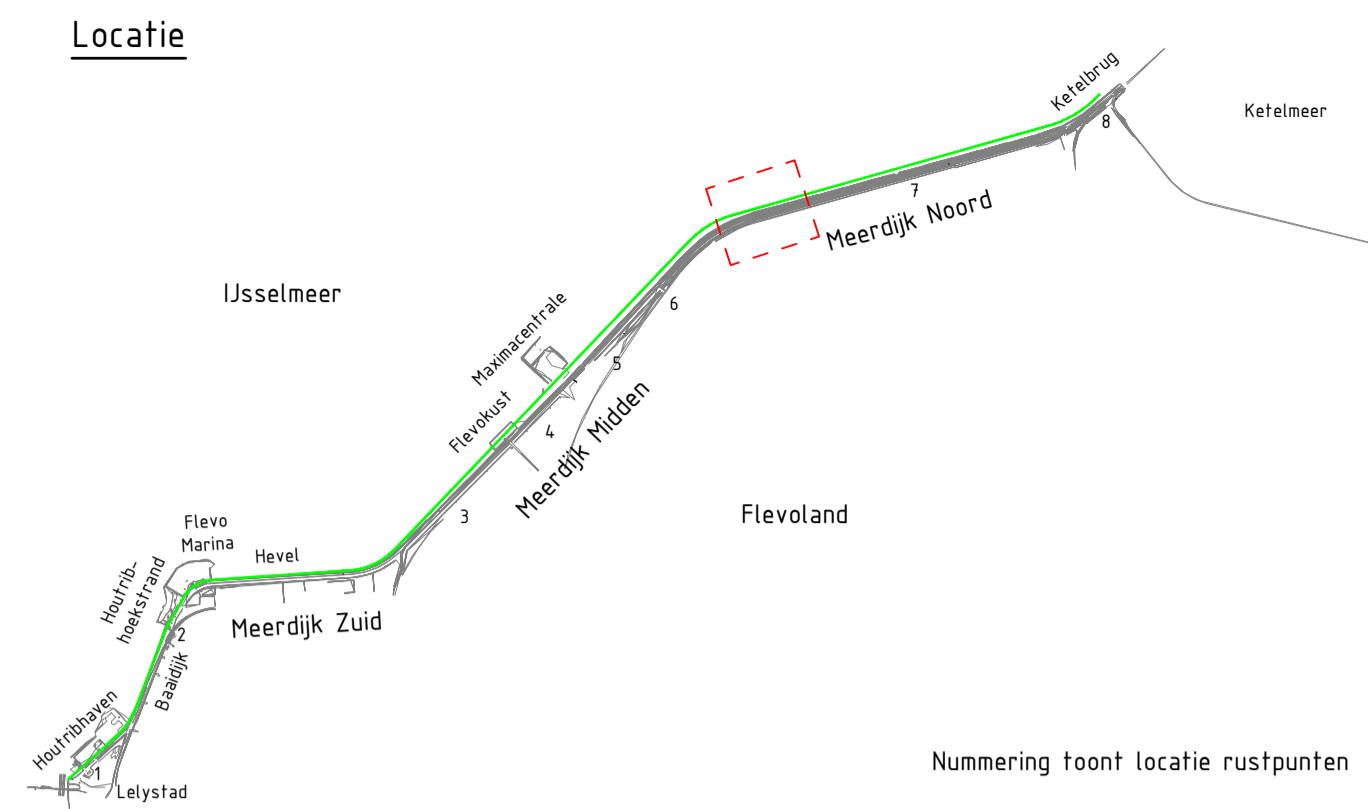 Locatie
Ketelbrug
Ketelmeer
8
7
Meerdijk Noord
IJsselmeer
6
Maximacentrale
5
Flevokust
4
Meerdijk Midden
3
Flevoland
Flevo
Marina
Hevel
Houtrib-
hoekstrand
Meerdijk Zuid
2
Baaidijk
Houtribhaven
1
Lelystad
Nummering toont locatie rustpunten